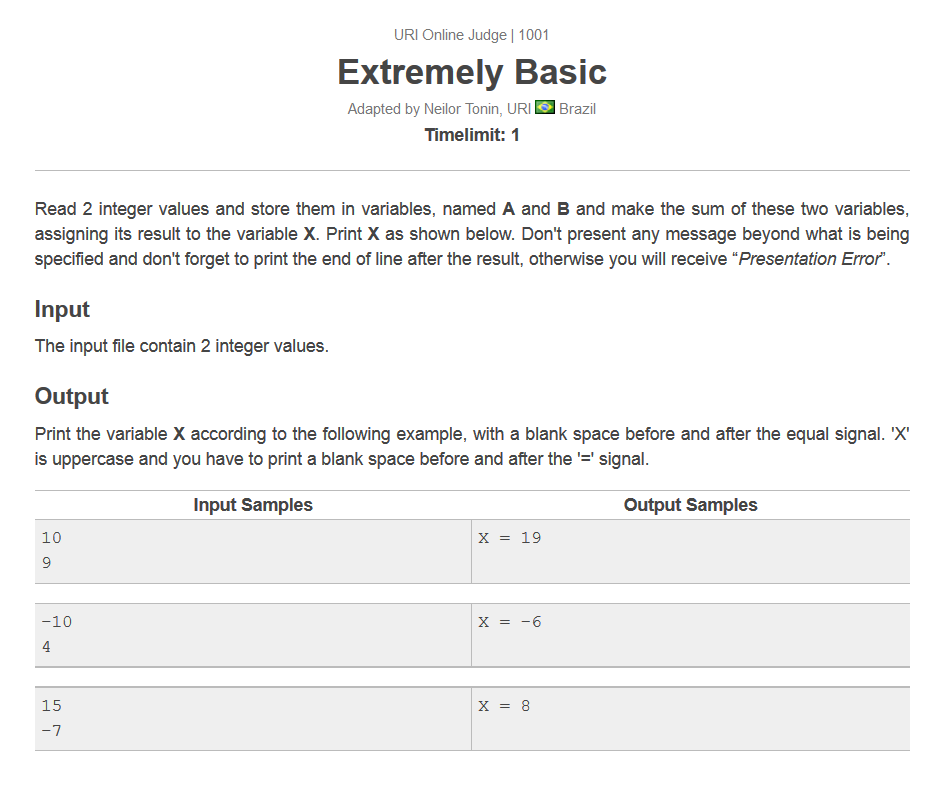 URI Online Judge | 1001
Extremely Basic
Adapted by Neilor Tonin, URI Brazil
Timelimit: 1
Read 2 integer values and store them in variables, named A and B and make the sum of these two variables,
assigning its result to the variable X. Print X as shown below. Don't present any message beyond what is being
specified and don't forget to print the end of line after the result, otherwise you will receive “Presentation Error”.
Input
The input file contain 2 integer values.
Output
Print the variable X according to the following example, with a blank space before and after the equal signal. 'X'
is uppercase and you have to print a blank space before and after the '=' signal.
Input Samples Output Samples
10 X = 19
9
-10 X = -6
4
15 X = 8
-7